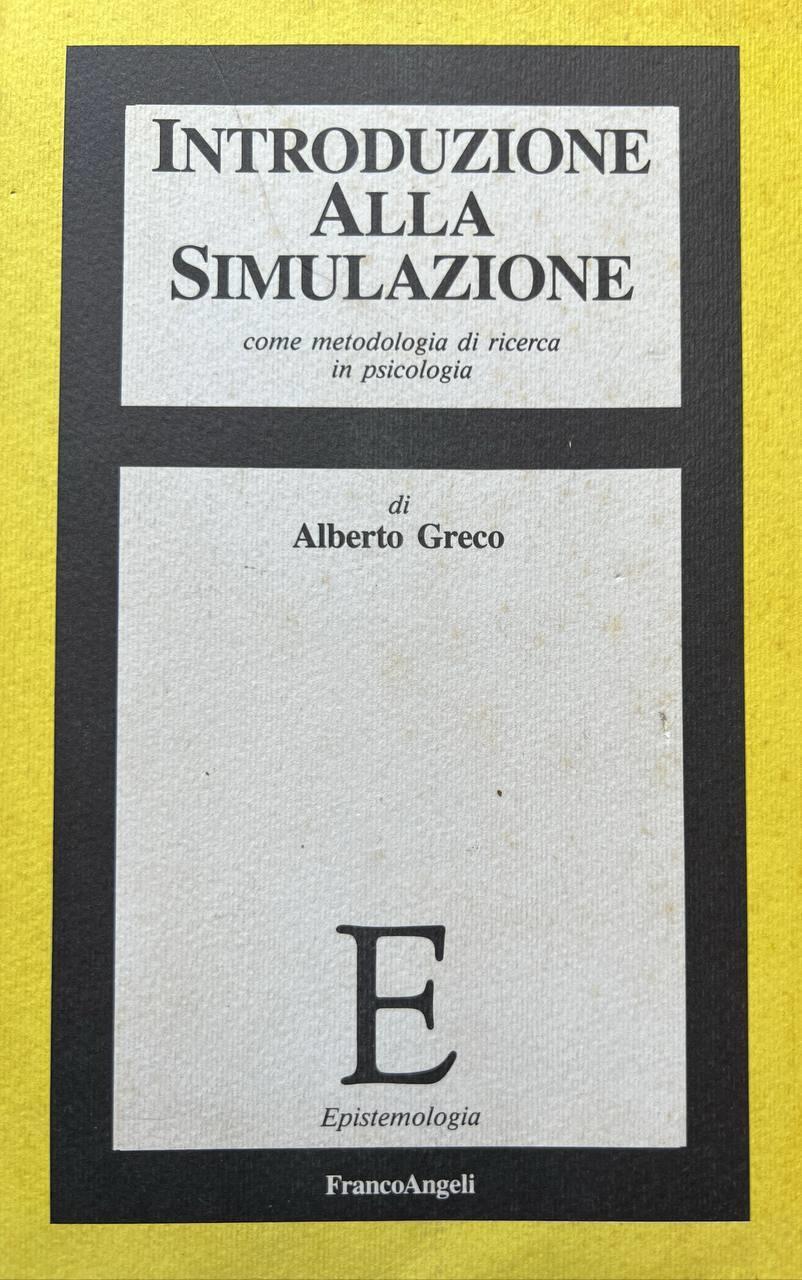 INTRODUZIONE
ALLA
SIMULAZIONE
come metodologia di ricerca
in psicologia
di
Alberto Greco
E
Epistemologia
FrancoAngeli